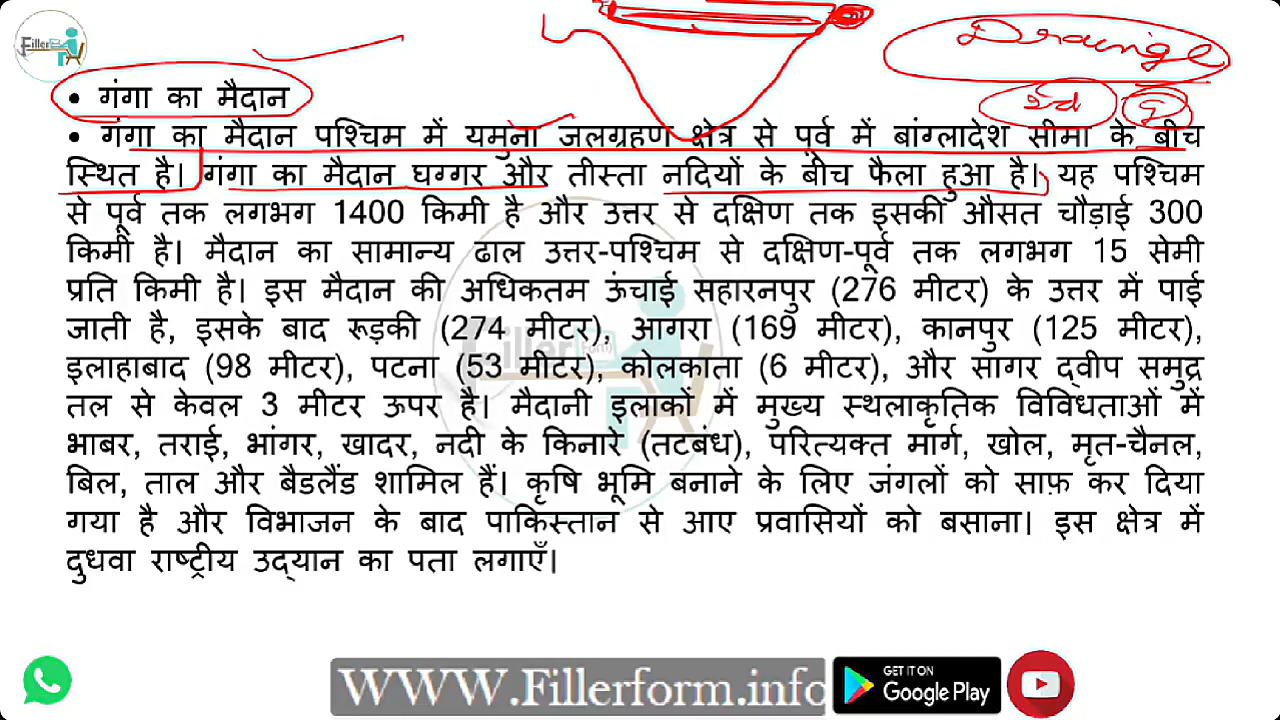 Filler
• गंगा का मैदान
• गंगा का मैदान पश्चिम में यमुना जलग्रहण क्षेत्र से पूर्व में बांग्लादेश सीमा के बीच
स्थित है। गंगा का मैदान घग्गर और तीस्ता नदियों के बीच फैला हुआ है। यह पश्चिम
से पूर्व तक लगभग 1400 किमी है और उत्तर से दक्षिण तक इसकी औसत चौड़ाई 300
किमी है। मैदान का सामान्य ढाल उत्तर-पश्चिम से दक्षिण-पूर्व तक लगभग 15 सेमी
प्रति किमी है। इस मैदान की अधिकतम ऊंचाई सहारनपुर (276 मीटर) के उत्तर में पाई
जाती है, इसके बाद रूड़की (274 मीटर), आगरा (169 मीटर), कानपुर (125 मीटर),
इलाहाबाद (98 मीटर), पटना (53 मीटर), कोलकाता (6 मीटर), और सागर द्वीप समुद्र
तल से केवल 3 मीटर ऊपर है। मैदानी इलाकों में मुख्य स्थलाकृतिक विविधताओं में
भाबर, तराई, भांगर, खादर, नदी के किनारे (तटबंध), परित्यक्त मार्ग, खोल, मृत-चैनल,
बिल, ताल और बैडलैंड शामिल हैं। कृषि भूमि बनाने के लिए जंगलों को साफ़ कर दिया
गया है और विभाजन के बाद पाकिस्तान से आए प्रवासियों को बसाना। इस क्षेत्र में
दुधवा राष्ट्रीय उद्यान का पता लगाएँ।
WWW.Fillerform.info
GET IT ON
Google Play